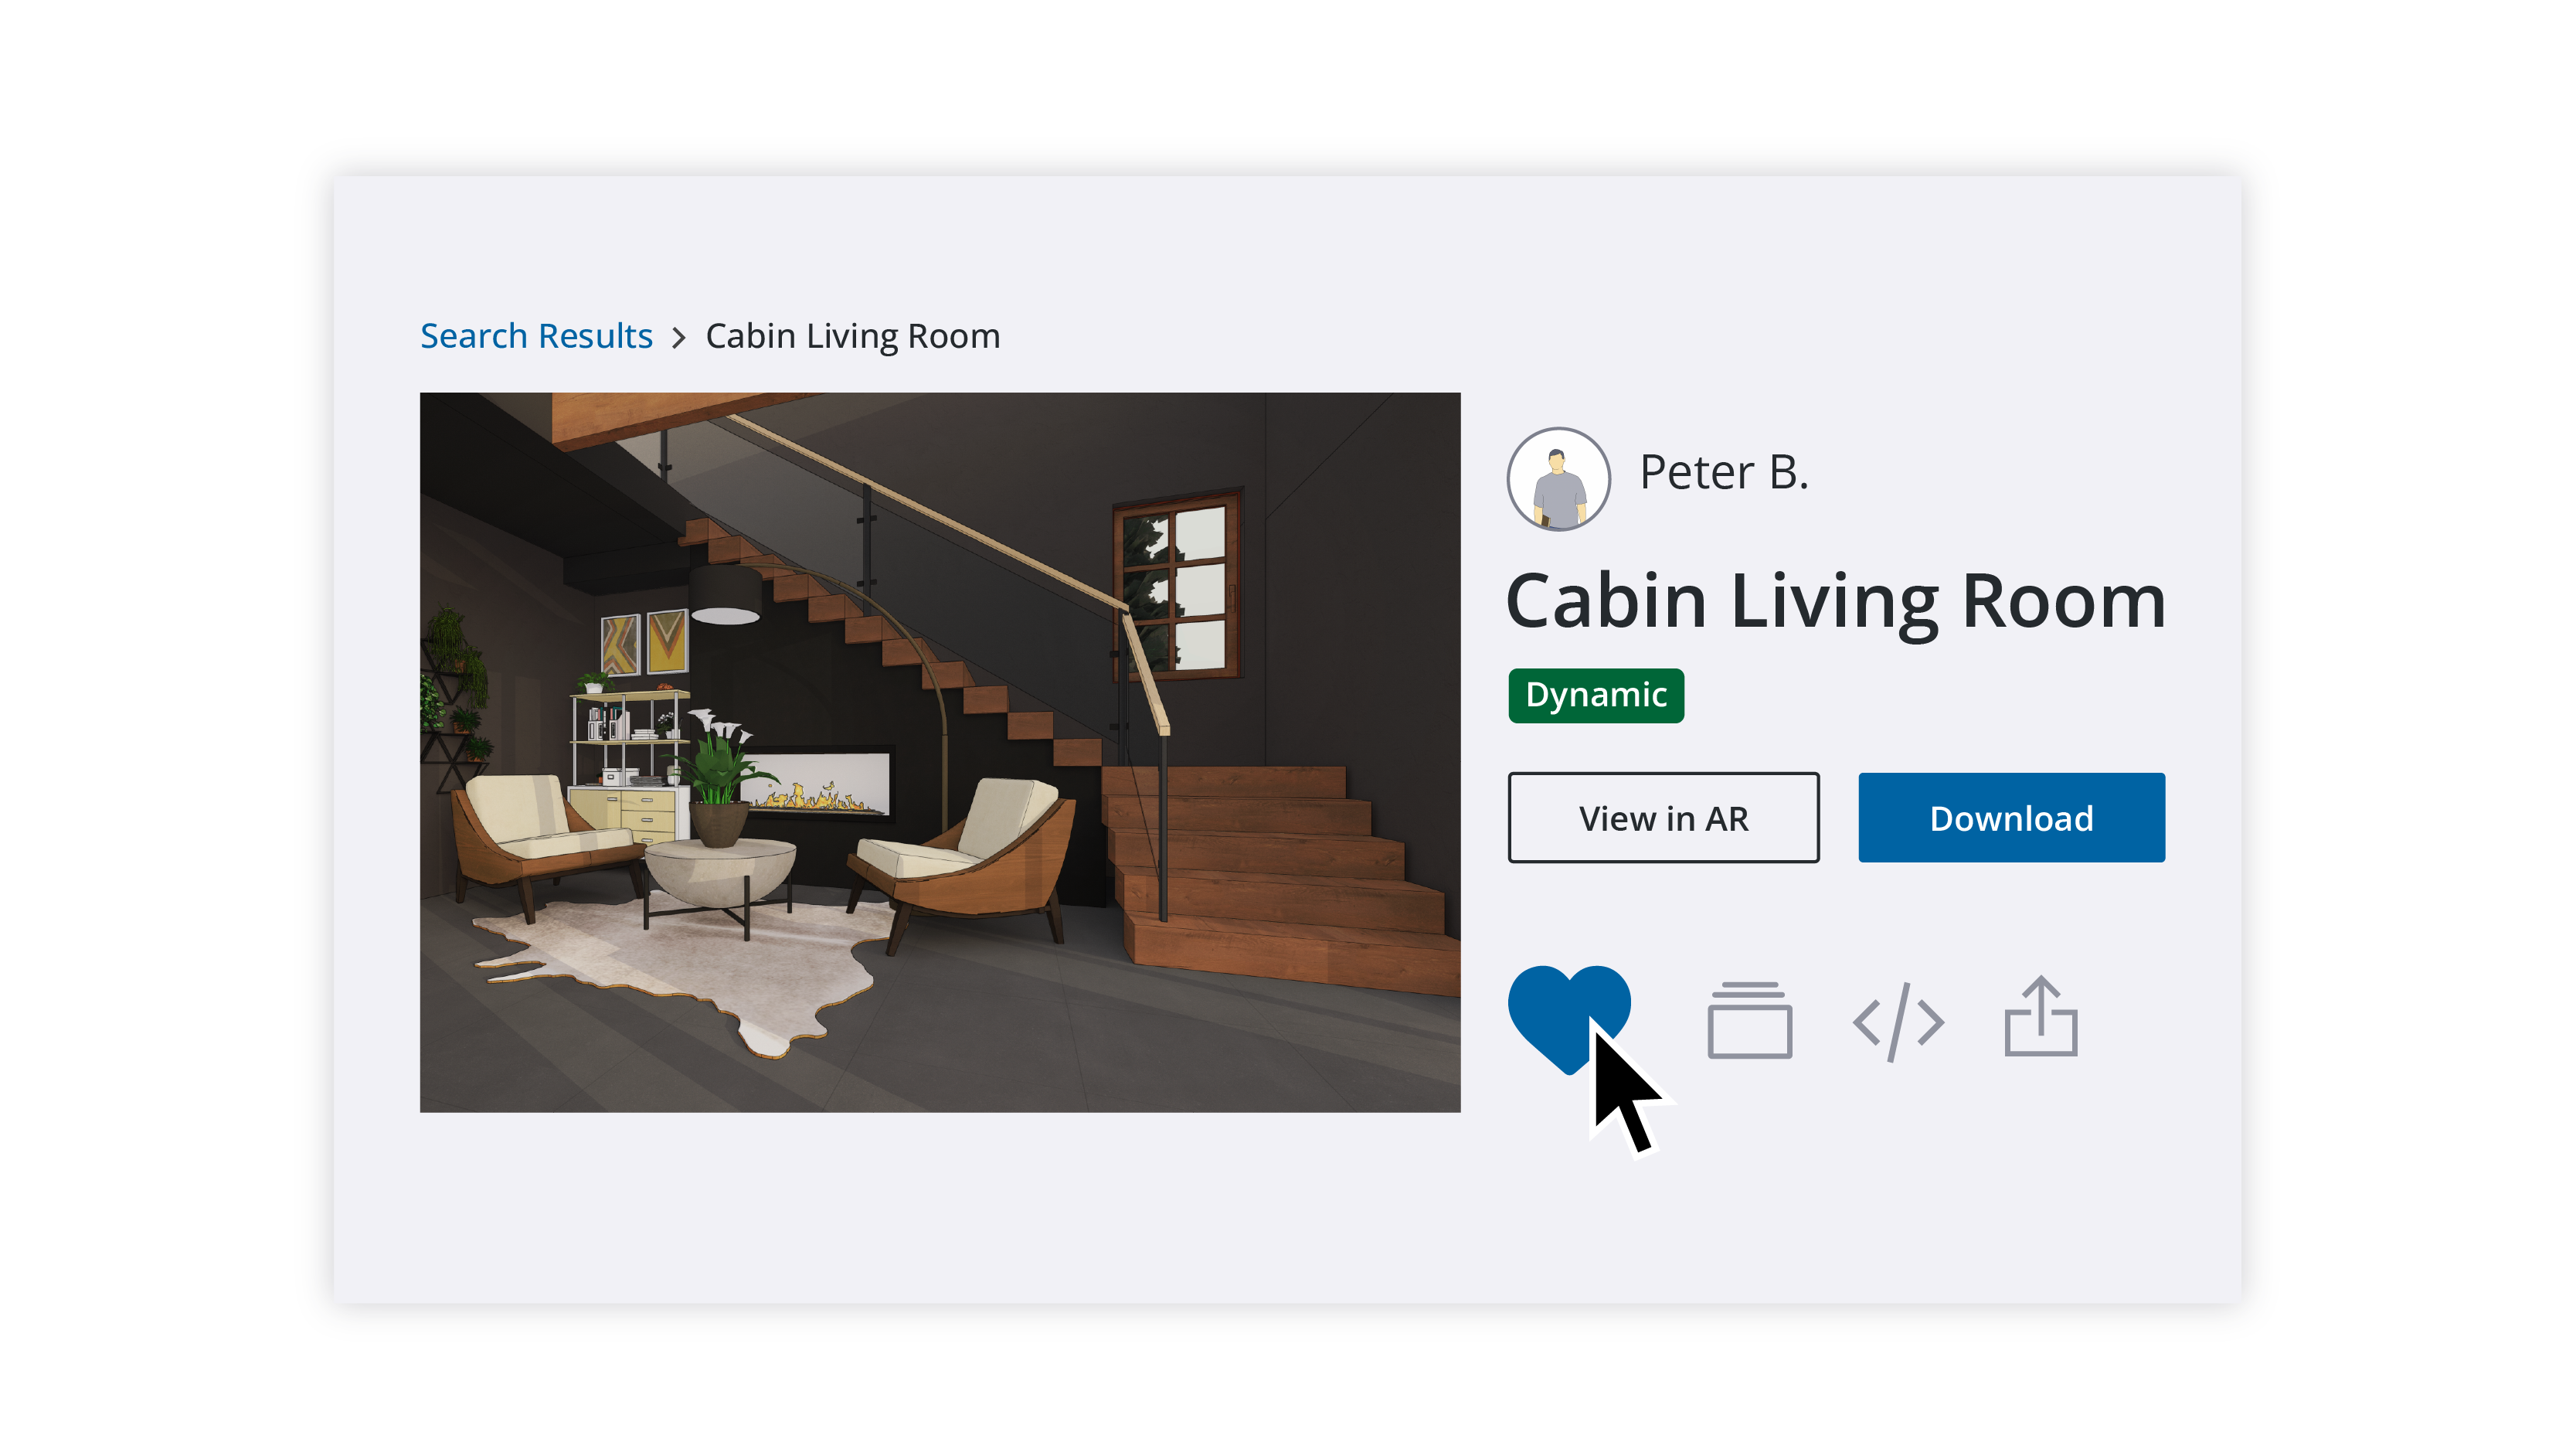 Search Results > Cabin Living Room
Peter B.
Cabin Living Room
Dynamic
View in AR
Download